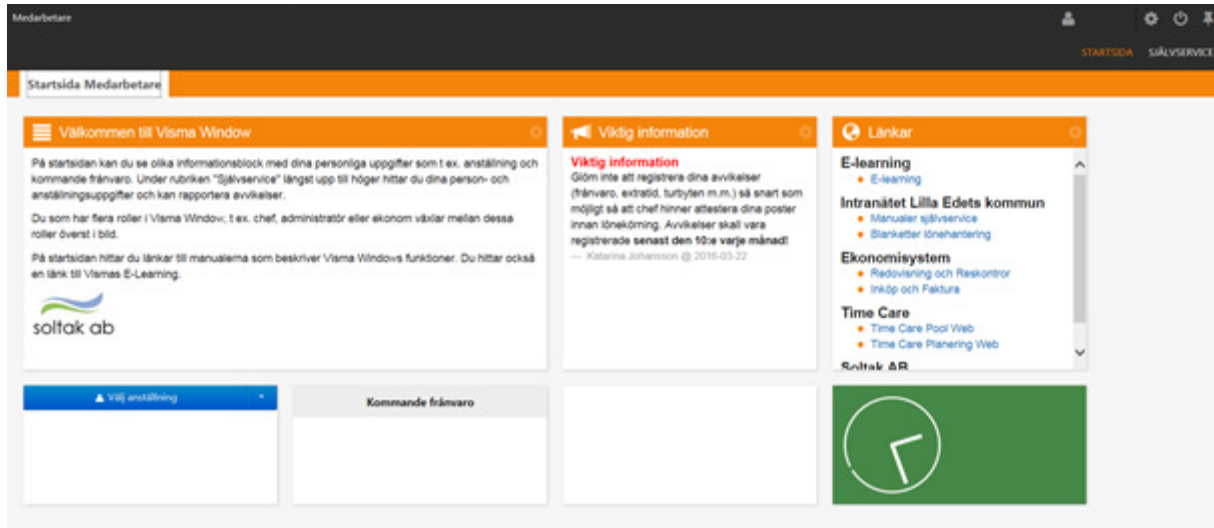 Medarbetare
STARTSIDA SJÄLVSERVICE
Startsida Medarbetare
Välkommen till Visma Window
På startsidan kan du se olika informationsblock med dina personliga uppgifter som t ex. anställning och
kommande frånvaro. Under rubriken "Självservice" längst upp till höger hittar du dina person- och
anställningsuppgifter och kan rapportera avvikelser.
Du som har flera roller i Visma Window, t ex. chef, administratör eller ekonom växlar mellan dessa
roller överst i bild.
På startsidan hittar du länkar till manualerna som beskriver Visma Windows funktioner. Du hittar också
en länk till Vismas E-Learning.
soltak ab
Viktig information
Viktig information
Glöm inte att registrera dina avvikelser
(frånvaro, extratid, turbyten m.m.) så snart som
möjligt så att chef hinner attestera dina poster
innan lönekörning. Avvikelser skall vara
registrerade senast den 10:e varje månad!
— Katarina Johansson @ 2016-03-22
Länkar
E-learning
E-learning
Intranätet Lilla Edets kommun
Manualer självservice
Blanketter lönehantering
Ekonomisystem
Redovisning och Reskontror
Inköp och Faktura
Time Care
Time Care Pool Web
Time Care Planering Web
Soltak AB
Välj anställning
Kommande frånvaro